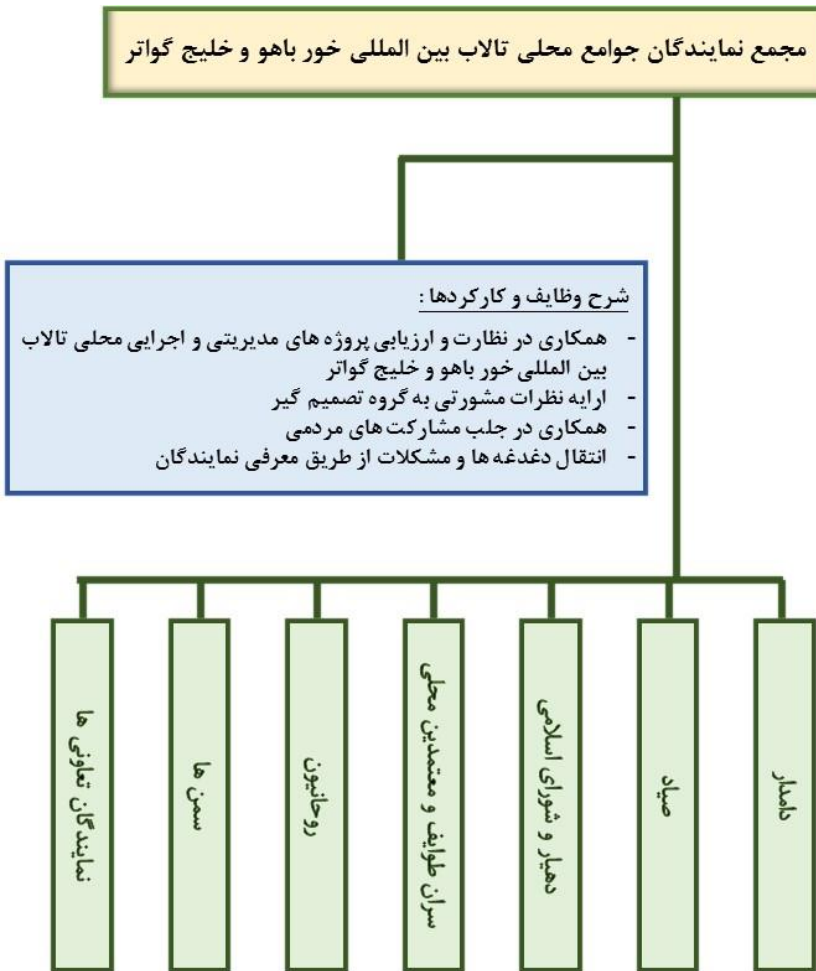 مجمع نمایندگان جوامع محلی تالاب بین المللی خور باهو و خلیج گواتر
شرح وظایف و کارکردها :
- همکاری در نظارت و ارزیابی پروژه های مدیریتی و اجرایی محلی تالاب
بین المللی خور باهو و خلیج گواتر
- ارایه نظرات مشورتی به گروه تصمیم گیر
- همکاری در جلب مشارکت های مردمی
- انتقال دغدغه ها و مشکلات از طریق معرفی نمایندگان
دامدار
صیاد
دهیار و شورای اسلامی
سران طوایف و معتمدین محلی
روحانیون
سمن ها
نمایندگان تعاونی ها